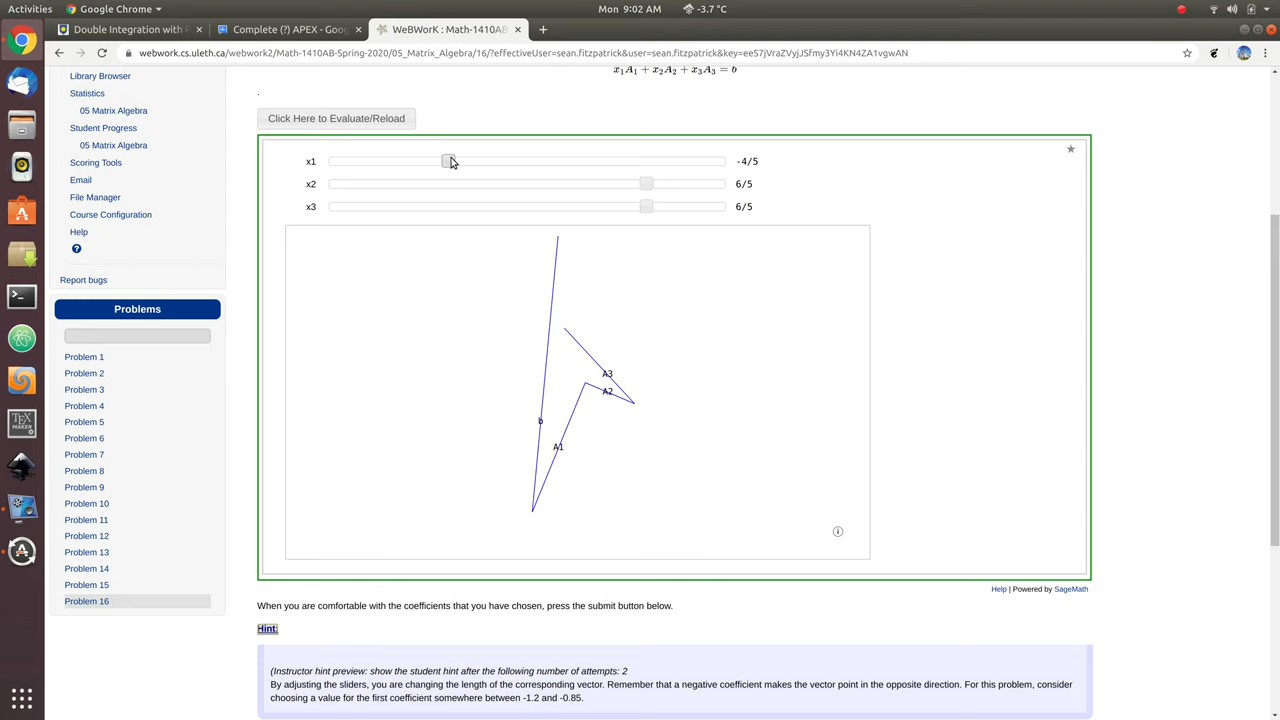 Activities
Google Chrome
Mon 9:02 AM
-3.7 °C
Double Integration with P
Complete (}) APEX - Goog
WeBWorK : Math-1410AB
webwork.cs.uleth.ca/webwork2/Math-1410AB-Spring-2020/05_Matrix_Algebra/16/?effectiveUser=sean.fitzpatrick&user=sean.fitzpatrick&key=eeS7jVraZVyjJSfmy3Yi4KN4ZA1vgwAN
Library Browser
Statistics
05 Matrix Algebra
Student Progress
05 Matrix Algebra
Scoring Tools
Email
File Manager
Course Configuration
Help
Report bugs
Problems
Problem 1
Problem 2
Problem 3
Problem 4
Problem 5
Problem 6
Problem 7
Problem 8
Problem 9
Problem 10
Problem 11
Problem 12
Problem 13
Problem 14
Problem 15
Problem 16
x₁A₁ + x₂A₂ + x₃A₃ = b
.
Click Here to Evaluate/Reload
x1 -4/5
x2 6/5
x3 6/5
A3
A2
b
A1
Help | Powered by SageMath
When you are comfortable with the coefficients that you have chosen, press the submit button below.
Hint:
(Instructor hint preview: show the student hint after the following number of attempts: 2
By adjusting the sliders, you are changing the length of the corresponding vector. Remember that a negative coefficient makes the vector point in the opposite direction. For this problem, consider
choosing a value for the first coefficient somewhere between -1.2 and -0.85.